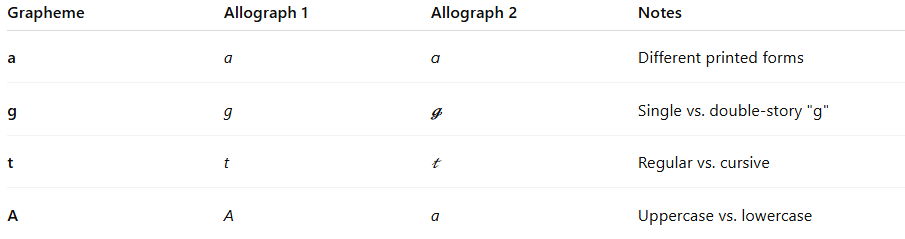 Grapheme Allograph 1 Allograph 2 Notes
a a ɑ Different printed forms
g g ℊ Single vs. double-story "g"
t t 𝓉 Regular vs. cursive
A A a Uppercase vs. lowercase